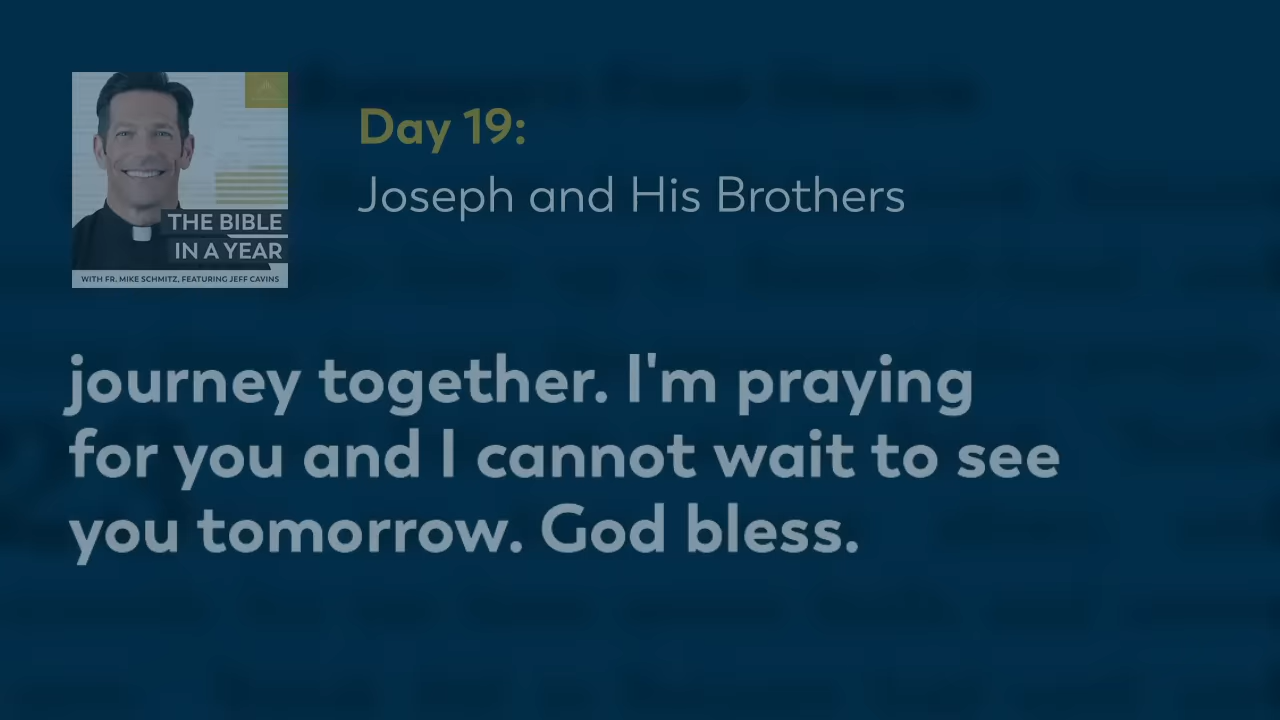 THE BIBLE
IN A YEAR
WITH FR. MIKE SCHMITZ, FEATURING JEFF CAVINS
Day 19:
Joseph and His Brothers
journey together. I'm praying
for you and I cannot wait to see
you tomorrow. God bless.